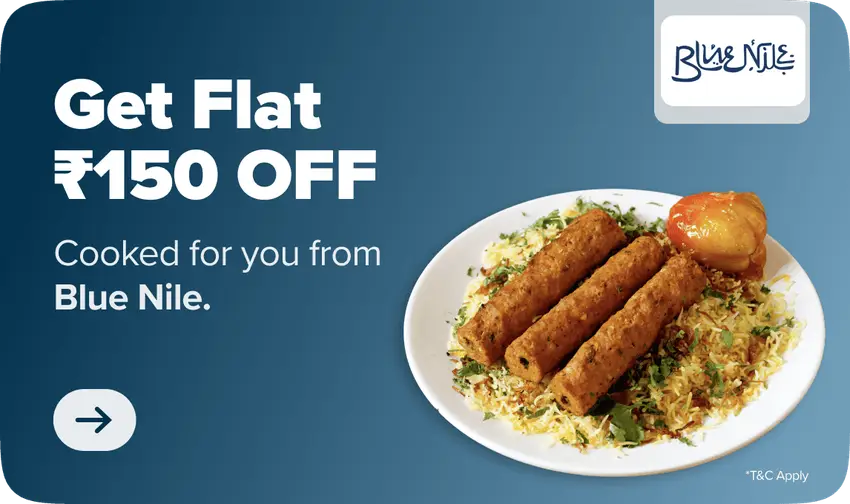 Blue Nile
Get Flat
₹150 OFF
Cooked for you from
Blue Nile.
*T&C Apply